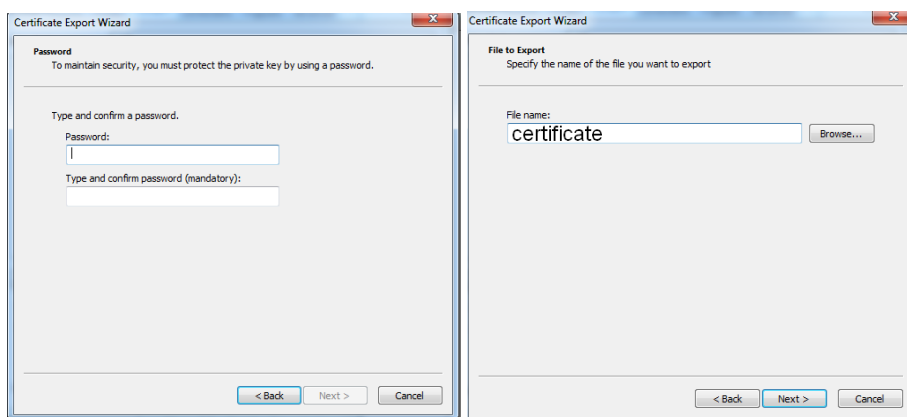 Certificate Export Wizard
Password
To maintain security, you must protect the private key by using a password.
Type and confirm a password.
Password:
Type and confirm password (mandatory):
< Back
Next >
Cancel
Certificate Export Wizard
File to Export
Specify the name of the file you want to export
File name:
certificate
Browse...
< Back
Next >
Cancel